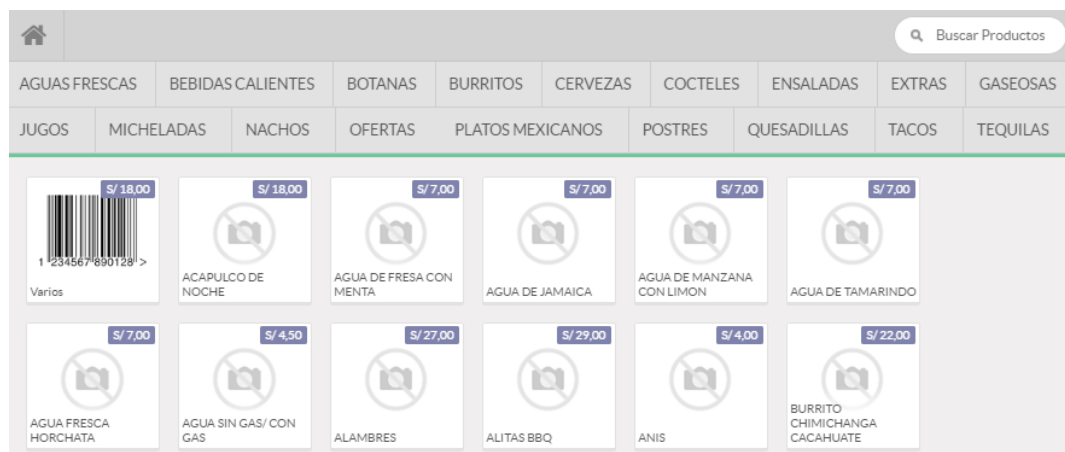 Buscar Productos
AGUAS FRESCAS BEBIDAS CALIENTES BOTANAS BURRITOS CERVEZAS COCTELES ENSALADAS EXTRAS GASEOSAS
JUGOS MICHELADAS NACHOS OFERTAS PLATOS MEXICANOS POSTRES QUESADILLAS TACOS TEQUILAS
S/ 18,00
1 234567 890128 >
Varios
S/ 18,00
ACAPULCO DE
NOCHE
S/ 7,00
AGUA DE FRESA CON
MENTA
S/ 7,00
AGUA DE JAMAICA
S/ 7,00
AGUA DE MANZANA
CON LIMON
S/ 7,00
AGUA DE TAMARINDO
S/ 7,00
AGUA FRESCA
HORCHATA
S/ 4,50
AGUA SIN GAS/ CON
GAS
S/ 27,00
ALAMBRES
S/ 29,00
ALITAS BBQ
S/ 4,00
ANIS
S/ 22,00
BURRITO
CHIMICHANGA
CACAHUATE